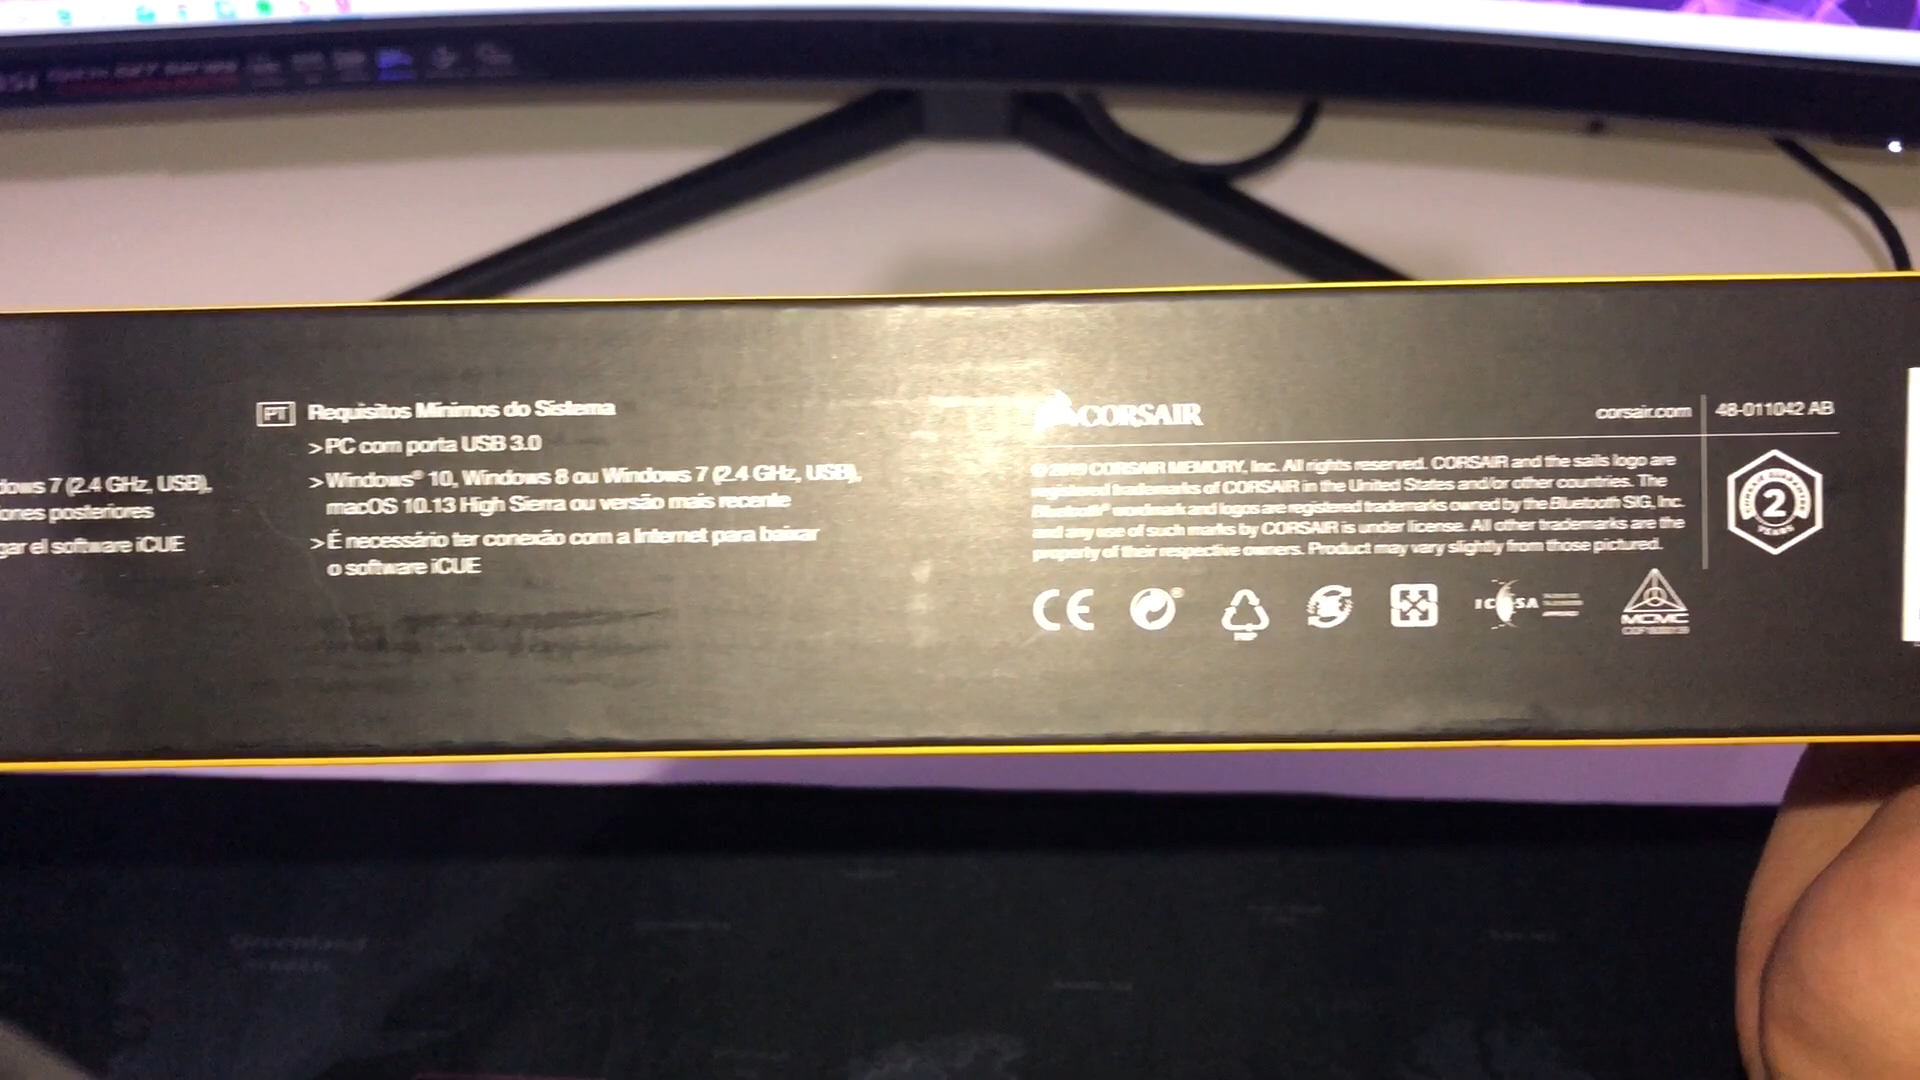 dows 7 (2.4 GHz, USB),
ones posteriores
gar el software iCUE
PT Requisitos Mínimos do Sistema
> PC com porta USB 3.0
> Windows® 10, Windows 8 ou Windows 7 (2.4 GHz, USB),
macOS 10.13 High Sierra ou versão mais recente
> É necessário ter conexão com a Internet para baixar
o software iCUE
CORSAIR
corsair.com
48-011042 AB
© 2019 CORSAIR MEMORY, Inc. All rights reserved. CORSAIR and the sails logo are
registered trademarks of CORSAIR in the United States and/or other countries. The
Bluetooth® wordmark and logos are registered trademarks owned by the Bluetooth SIG, Inc.
and any use of such marks by CORSAIR is under license. All other trademarks are the
property of their respective owners. Product may vary slightly from those pictured.
2
YEARS
CE
ICASA
MCMC